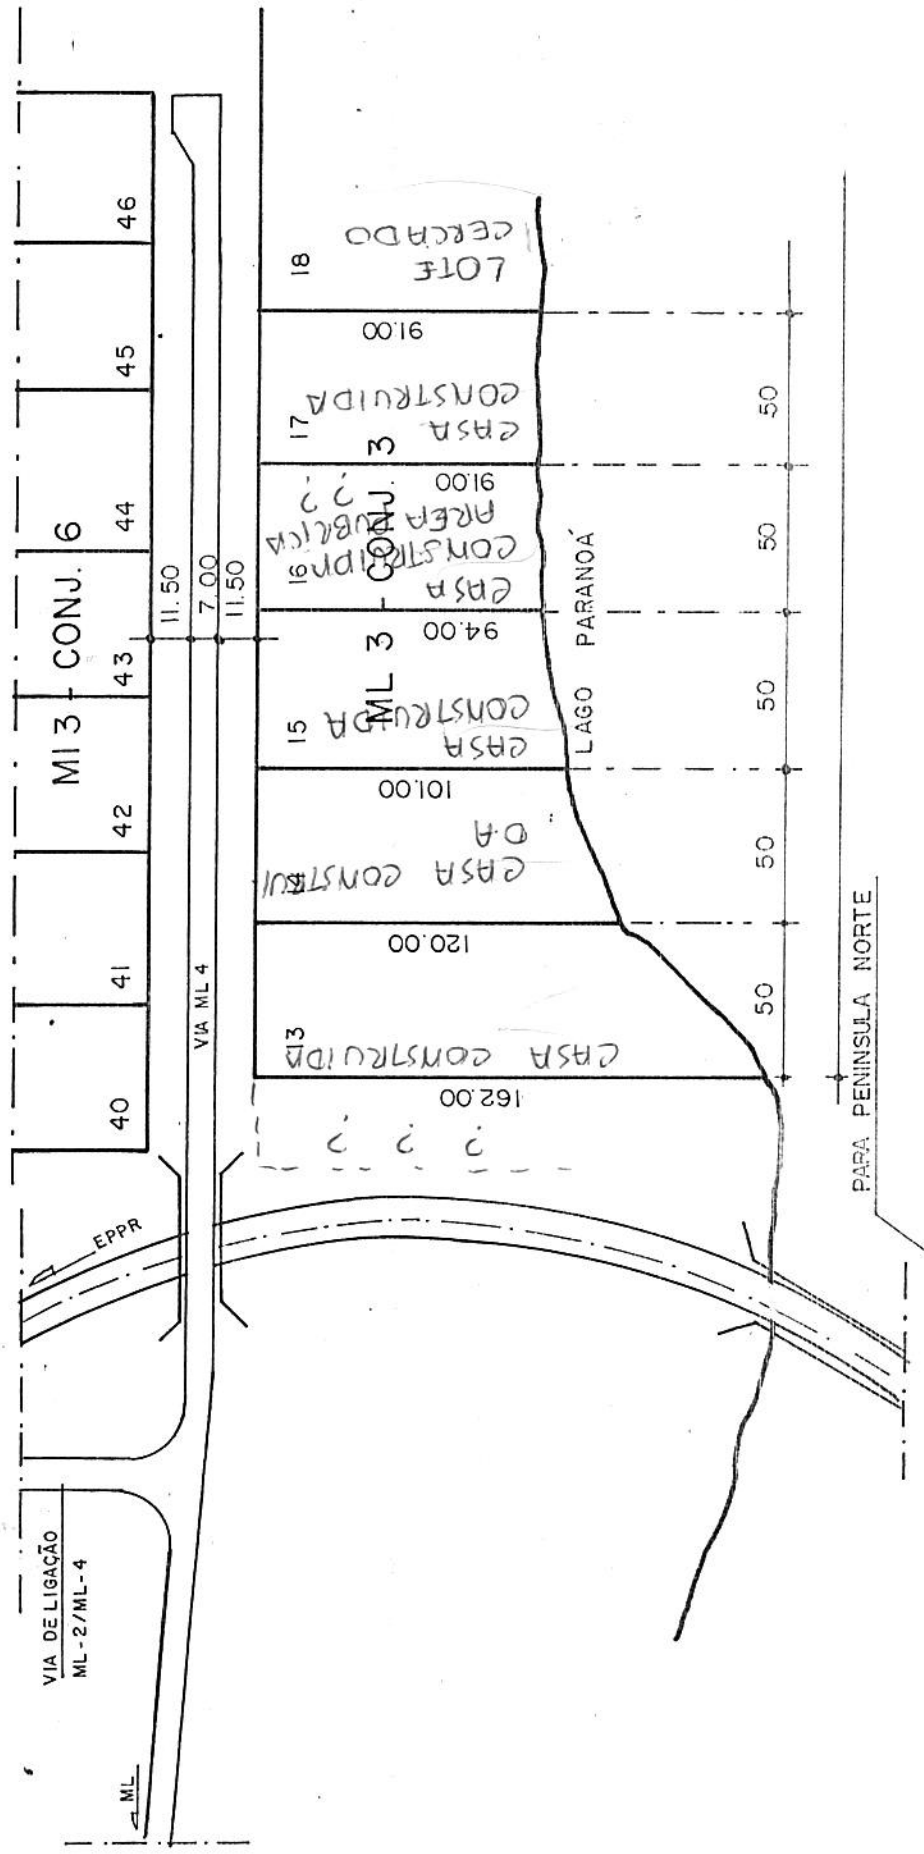 MI 3 - CONJ. 6
40
41
42
43
44
45
46
11.50
7.00
11.50
VIA ML 4
EPPR
VIA DE LIGAÇÃO
ML-2/ML-4
ML
ML 3 - CONJ. 3
13
CASA CONSTRUIDA
162.00
? ? ?
14
CASA CONSTRUI
DA
120.00
15
CASA
CONSTRUIDA
101.00
16
CASA
CONSTRUIDA
AREA PUBLICA
? ?
94.00
17
CASA
CONSTRUIDA
91.00
18
LOTE
CERCADO
91.00
LAGO PARANOÁ
50
50
50
50
50
PARA PENINSULA NORTE